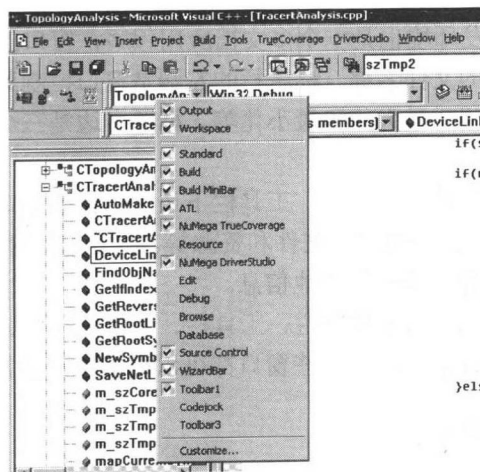 TopologyAnalysis - Microsoft Visual C++ - [TracertAnalysis.cpp]
File Edit View Insert Project Build Tools TrueCoverage DriverStudio Window Help
szTmp2
Win32 Debug
CTrace
s members]
DeviceLin
Output
Workspace
Standard
Build
Build MiniBar
ATL
NuMega TrueCoverage
Resource
NuMega DriverStudio
Edit
Debug
Browse
Database
Source Control
WizardBar
Toolbar1
Codejock
Toolbar3
Customize...
CTopologyAn
CTracertAnal
AutoMake
CTracertA
~CTracertA
DeviceLin
FindObjNa
GetIfIndex
GetRevers
GetRootLi
GetRootSy
NewSymb
SaveNetL
m_szCore
m_szTmp
m_szTmp
m_szTmp
if(s
}els